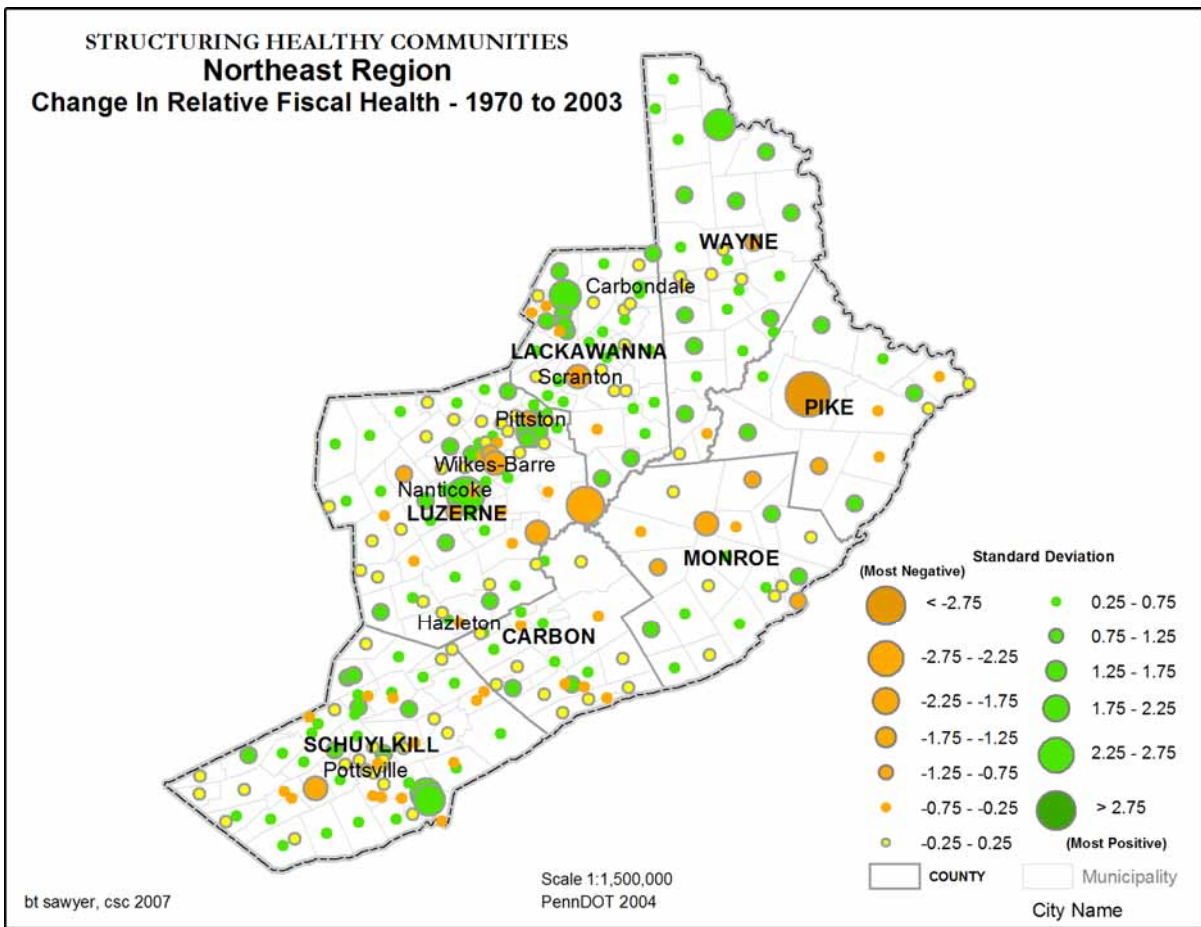 STRUCTURING HEALTHY COMMUNITIES
Northeast Region
Change In Relative Fiscal Health - 1970 to 2003
WAYNE
Carbondale
LACKAWANNA
Scranton
PIKE
Pittston
Wilkes-Barre
Nanticoke
LUZERNE
MONROE
Hazleton
CARBON
SCHUYLKILL
Pottsville
Standard Deviation
(Most Negative)
< -2.75
-2.75 - -2.25
-2.25 - -1.75
-1.75 - -1.25
-1.25 - -0.75
-0.75 - -0.25
-0.25 - 0.25
0.25 - 0.75
0.75 - 1.25
1.25 - 1.75
1.75 - 2.25
2.25 - 2.75
> 2.75
(Most Positive)
COUNTY
Municipality
City Name
Scale 1:1,500,000
PennDOT 2004
bt sawyer, csc 2007